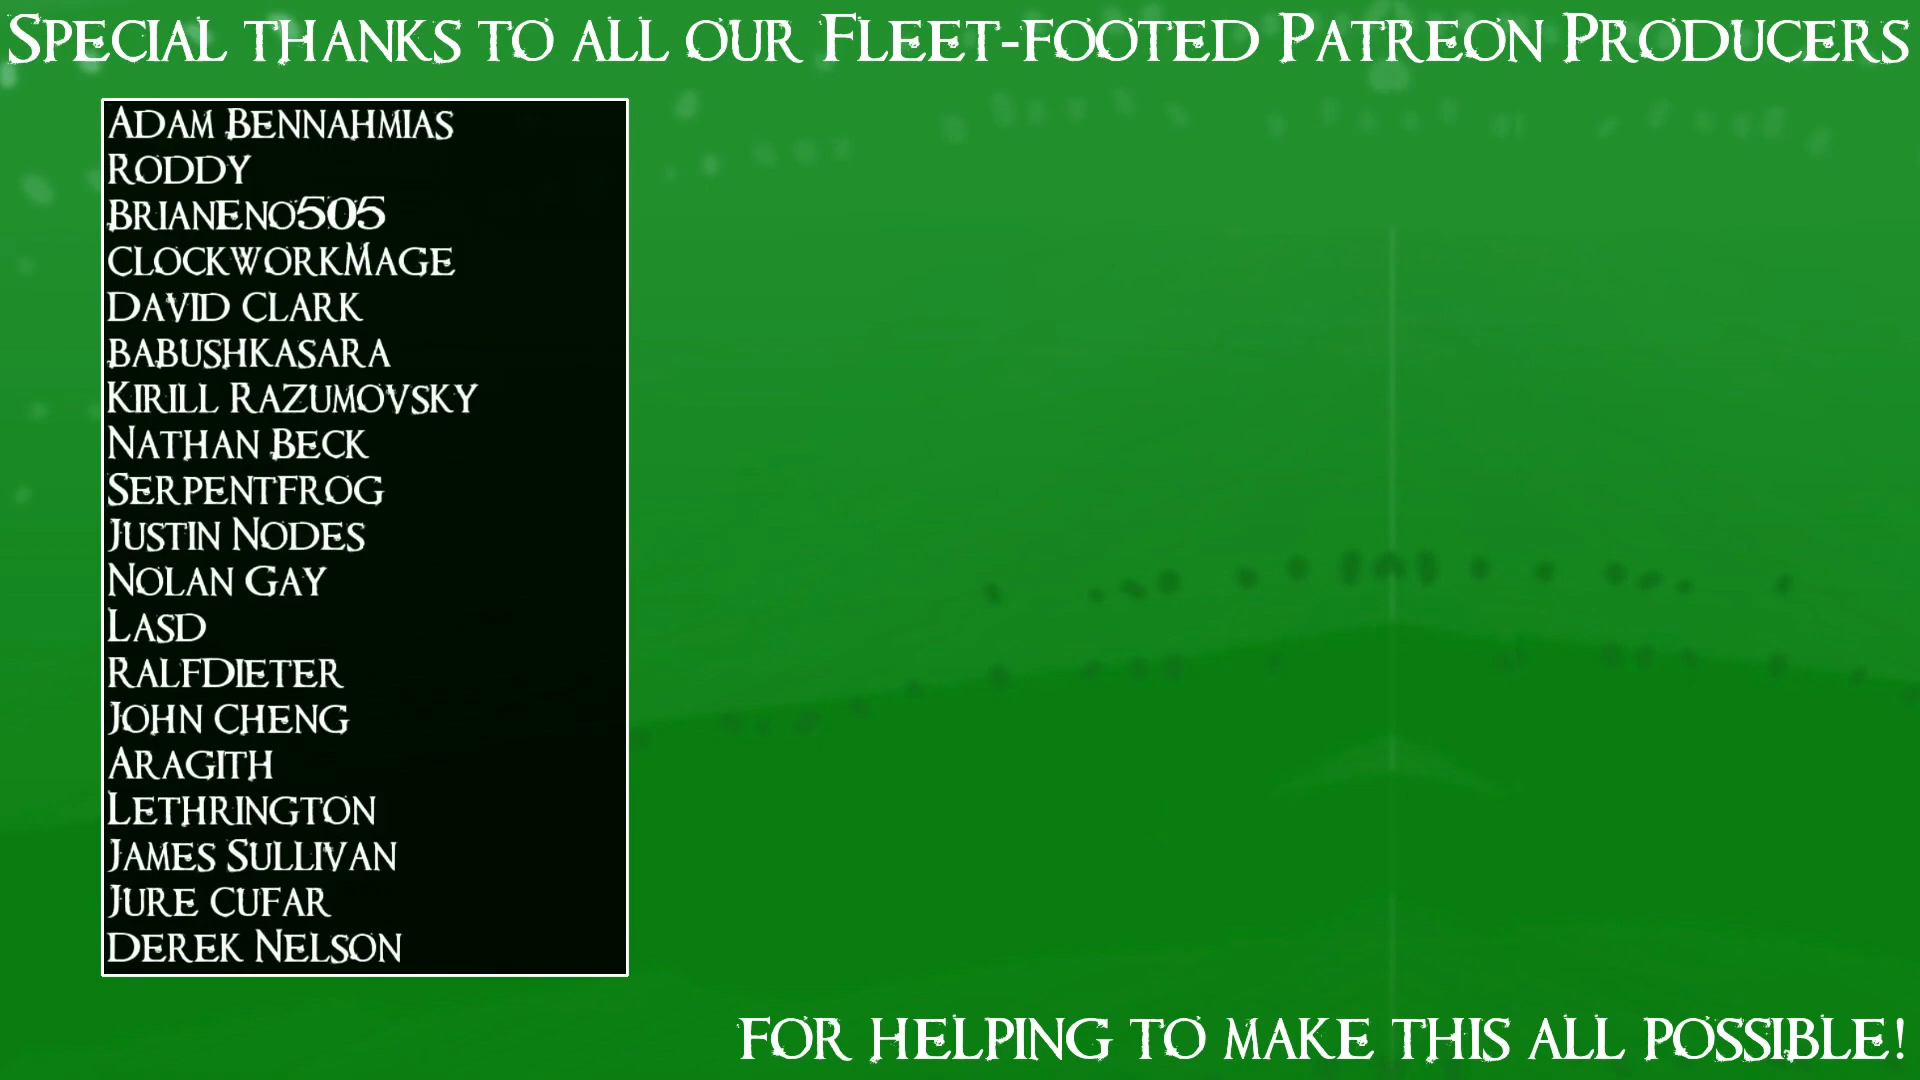 Special thanks to all our Fleet-footed Patreon Producers
Adam Bennahmias
Roddy
BrianEno505
clockworkMage
David Clark
babushkasara
Kirill Razumovsky
Nathan Beck
Serpentfrog
Justin Nodes
Nolan Gay
Lasd
RalfDieter
John Cheng
Aragith
Lethrington
James Sullivan
Jure Cufar
Derek Nelson
for helping to make this all possible!